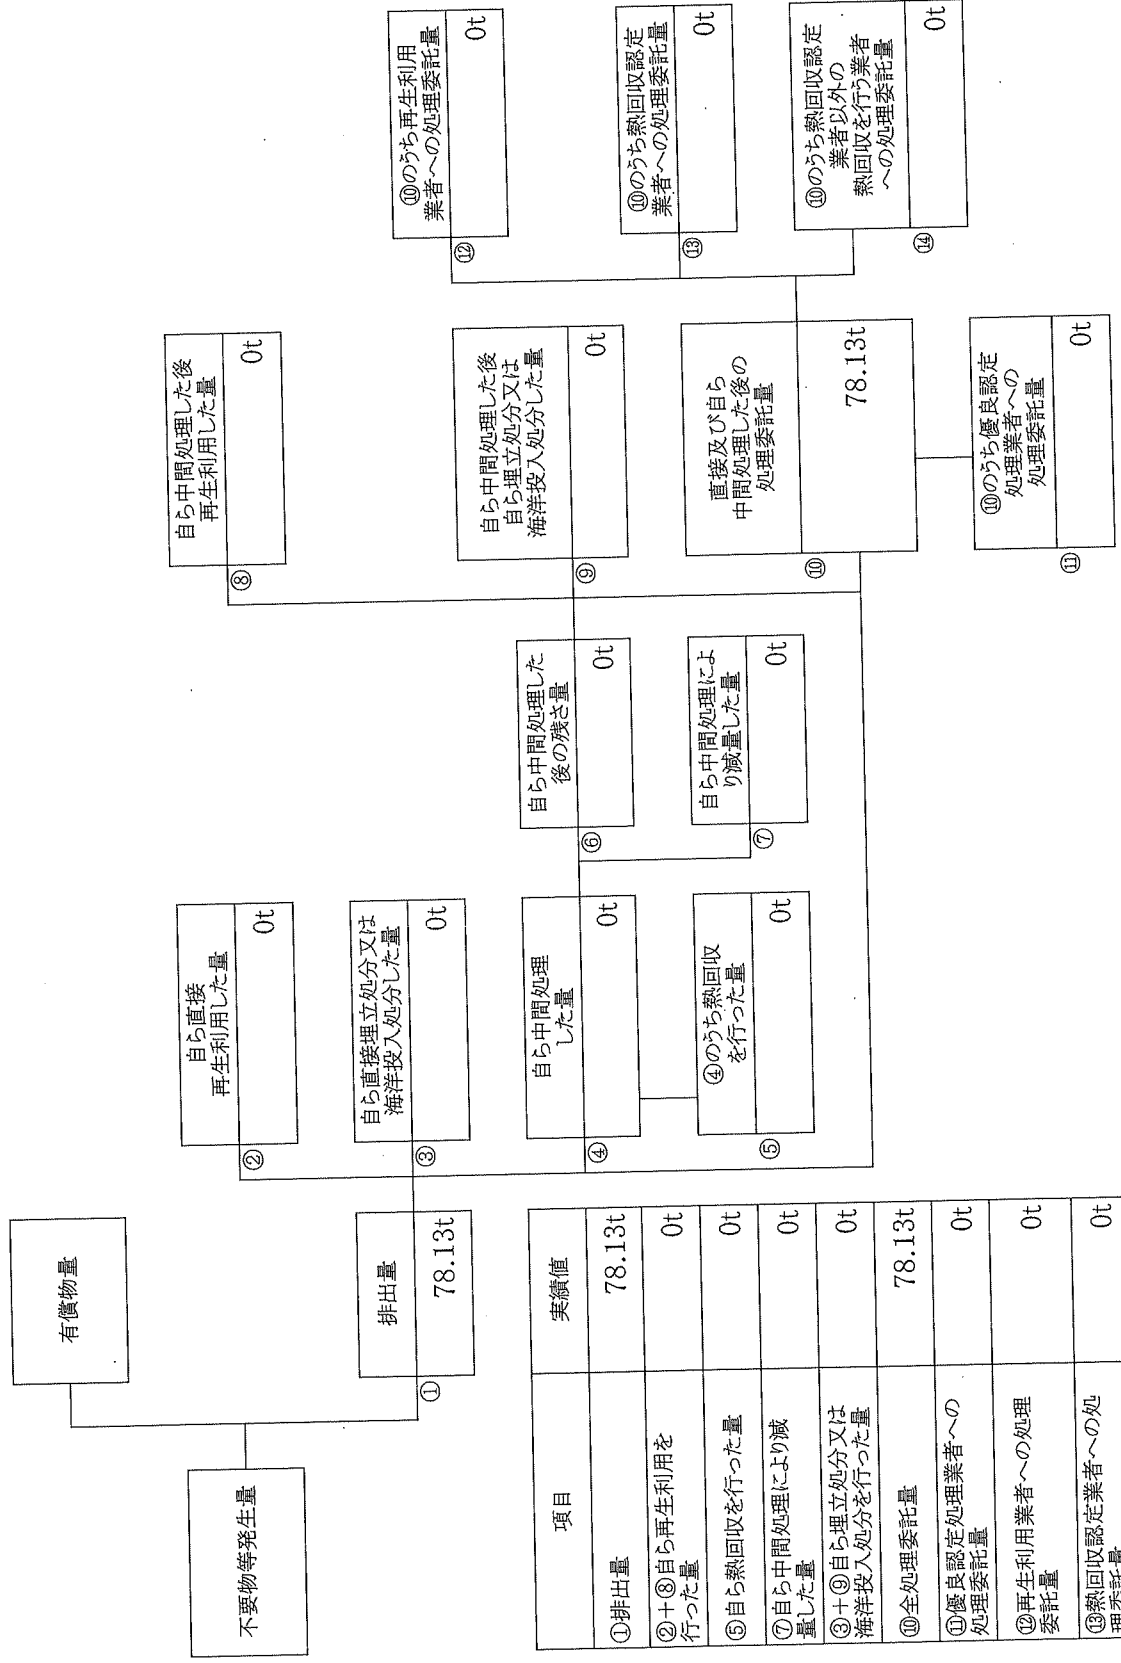 不要物等発生量
有償物量
排出量
①
78.13t
自ら直接
再生利用した量
②
0t
自ら直接埋立処分又は
海洋投入処分した量
③
0t
自ら中間処理
した量
④
0t
④のうち熱回収
を行った量
⑤
0t
自ら中間処理した
後の残さ量
⑥
0t
自ら中間処理によ
り減量した量
⑦
0t
自ら中間処理した後
再生利用した量
⑧
0t
自ら中間処理した後
自ら埋立処分又は
海洋投入処分した量
⑨
0t
直接及び自ら
中間処理した後の
処理委託量
⑩
78.13t
⑩のうち優良認定
処理業者への
処理委託量
⑪
0t
⑩のうち再生利用
業者への処理委託量
⑫
0t
⑩のうち熱回収認定
業者への処理委託量
⑬
0t
⑩のうち熱回収認定
業者以外の
熱回収を行う業者
への処理委託量
⑭
0t
項目 実績値
①排出量 78.13t
②+⑧自ら再生利用を
行った量 0t
⑤自ら熱回収を行った量 0t
⑦自ら中間処理により減
量した量 0t
③+⑨自ら埋立処分又は
海洋投入処分を行った量 0t
⑩全処理委託量 78.13t
⑪優良認定処理業者への
処理委託量 0t
⑫再生利用業者への処理
委託量 0t
⑬熱回収認定業者への処
理委託量 0t